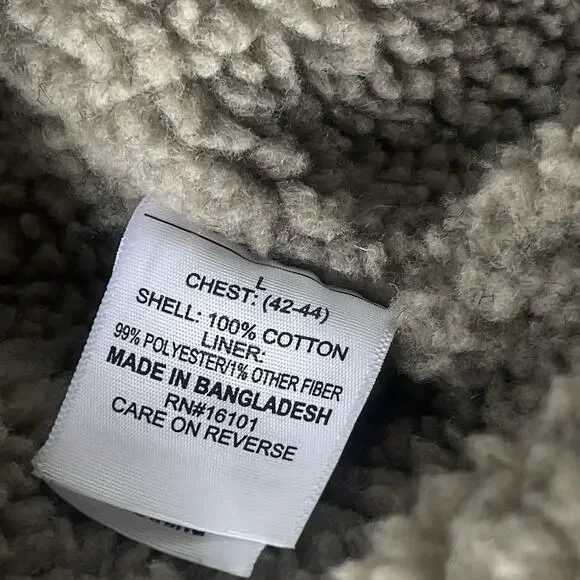 L
CHEST: (42-44)
SHELL: 100% COTTON
LINER:
99% POLYESTER/1% OTHER FIBER
MADE IN BANGLADESH
RN#16101
CARE ON REVERSE